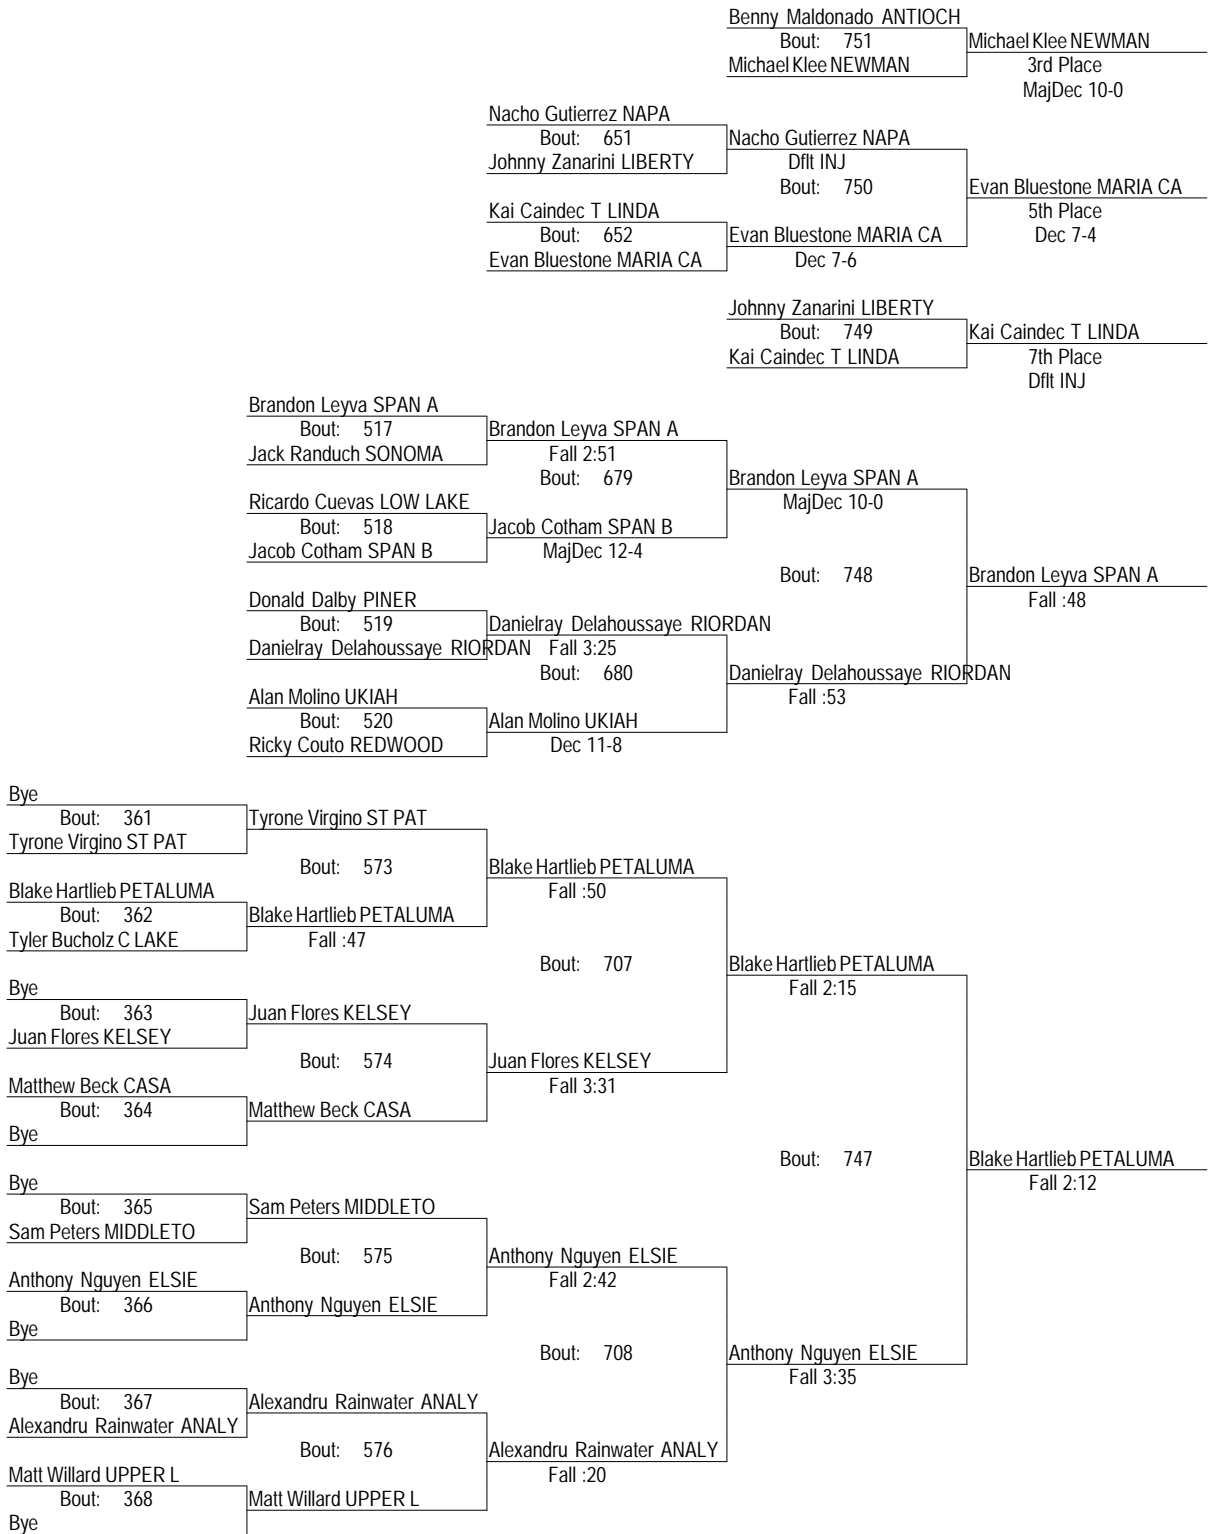 Benny Maldonado ANTIOCH
Bout: 751
Michael Klee NEWMAN
Michael Klee NEWMAN
3rd Place
MajDec 10-0
Nacho Gutierrez NAPA
Bout: 651
Johnny Zanarini LIBERTY
Nacho Gutierrez NAPA
Dflt INJ
Bout: 750
Evan Bluestone MARIA CA
5th Place
Dec 7-4
Kai Caindec T LINDA
Bout: 652
Evan Bluestone MARIA CA
Evan Bluestone MARIA CA
Dec 7-6
Johnny Zanarini LIBERTY
Bout: 749
Kai Caindec T LINDA
Kai Caindec T LINDA
7th Place
Dflt INJ
Brandon Leyva SPAN A
Bout: 517
Jack Randuch SONOMA
Brandon Leyva SPAN A
Fall 2:51
Bout: 679
Brandon Leyva SPAN A
MajDec 10-0
Ricardo Cuevas LOW LAKE
Bout: 518
Jacob Cotham SPAN B
Jacob Cotham SPAN B
MajDec 12-4
Bout: 748
Brandon Leyva SPAN A
Fall :48
Donald Dalby PINER
Bout: 519
Danielray Delahoussaye RIORDAN
Danielray Delahoussaye RIORDAN
Fall 3:25
Bout: 680
Danielray Delahoussaye RIORDAN
Fall :53
Alan Molino UKIAH
Bout: 520
Ricky Couto REDWOOD
Alan Molino UKIAH
Dec 11-8
Bye
Bout: 361
Tyrone Virgino ST PAT
Tyrone Virgino ST PAT
Bout: 573
Blake Hartlieb PETALUMA
Fall :50
Blake Hartlieb PETALUMA
Bout: 362
Tyler Bucholz C LAKE
Blake Hartlieb PETALUMA
Fall :47
Bout: 707
Blake Hartlieb PETALUMA
Fall 2:15
Bye
Bout: 363
Juan Flores KELSEY
Juan Flores KELSEY
Bout: 574
Juan Flores KELSEY
Fall 3:31
Matthew Beck CASA
Bout: 364
Bye
Matthew Beck CASA
Bout: 747
Blake Hartlieb PETALUMA
Fall 2:12
Bye
Bout: 365
Sam Peters MIDDLETO
Sam Peters MIDDLETO
Bout: 575
Anthony Nguyen ELSIE
Fall 2:42
Anthony Nguyen ELSIE
Bout: 366
Bye
Anthony Nguyen ELSIE
Bout: 708
Anthony Nguyen ELSIE
Fall 3:35
Bye
Bout: 367
Alexandru Rainwater ANALY
Alexandru Rainwater ANALY
Bout: 576
Alexandru Rainwater ANALY
Fall :20
Matt Willard UPPER L
Bout: 368
Bye
Matt Willard UPPER L